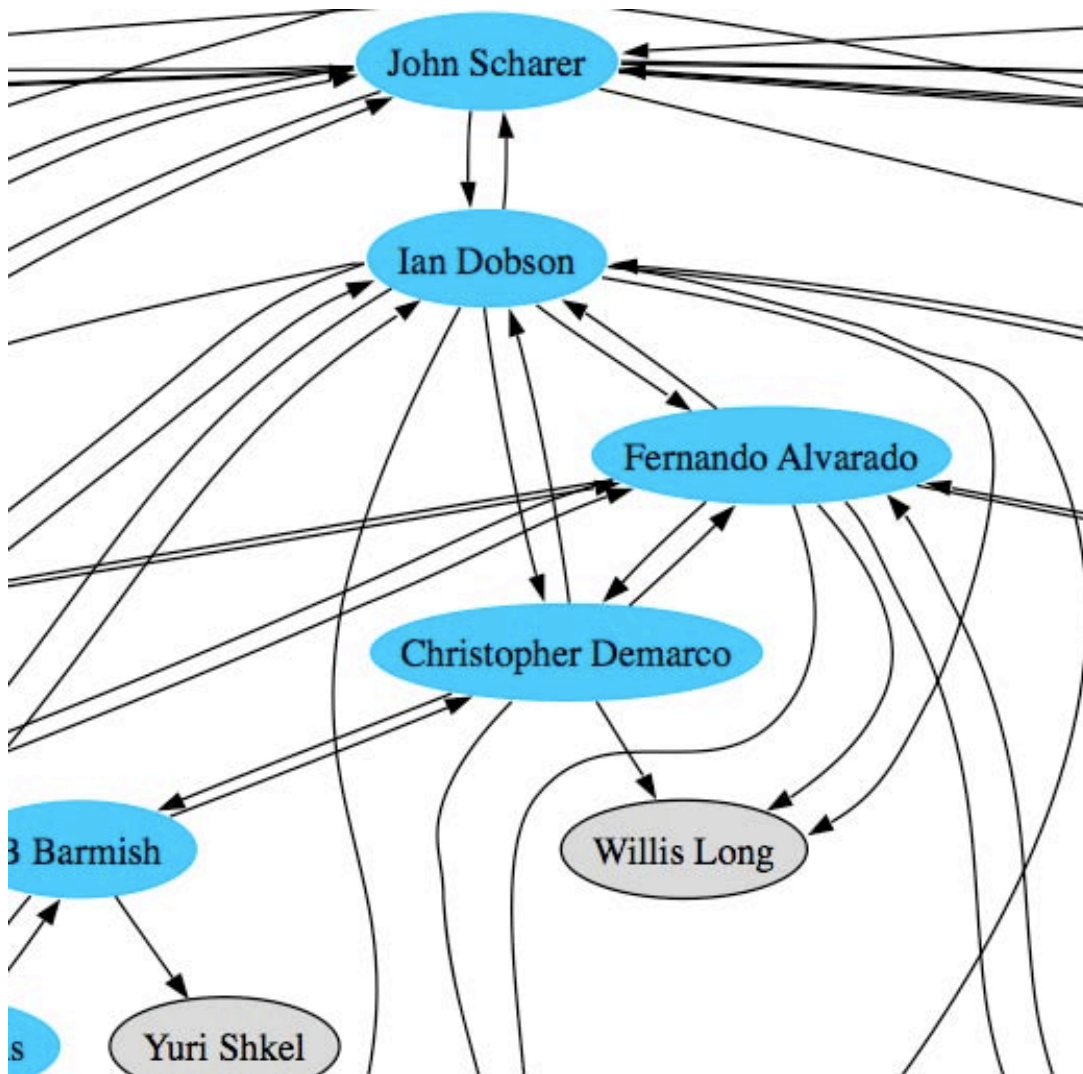 John Scharer
Ian Dobson
Fernando Alvarado
Christopher Demarco
Barmish
Willis Long
Yuri Shkel